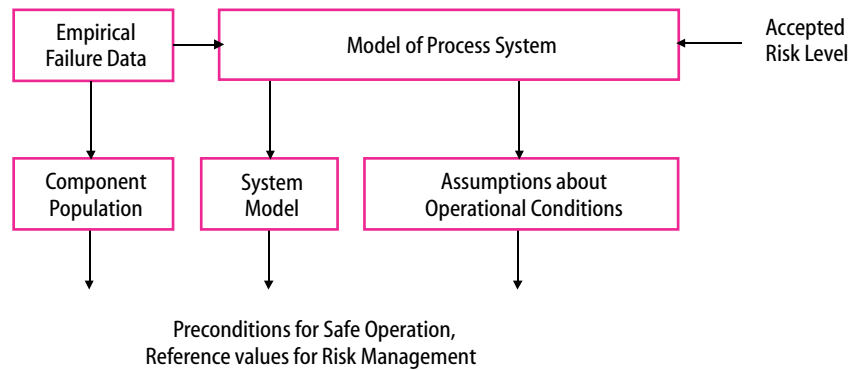 Empirical
Failure Data
Model of Process System
Accepted
Risk Level
Component
Population
System
Model
Assumptions about
Operational Conditions
Preconditions for Safe Operation,
Reference values for Risk Management